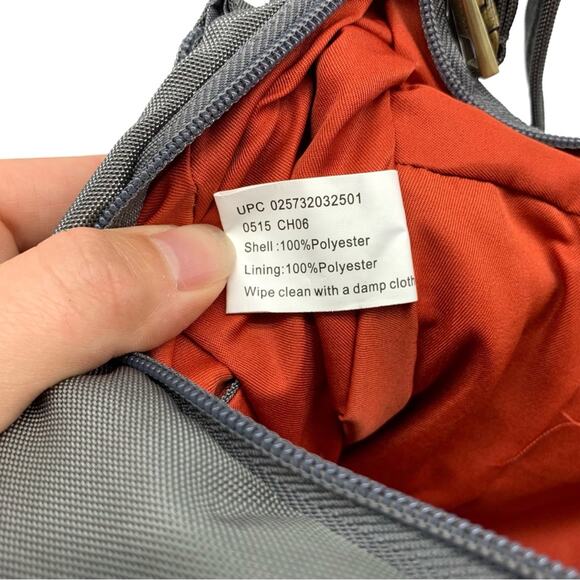 UPC 025732032501
0515 CH06
Shell:100%Polyester
Lining:100%Polyester
Wipe clean with a damp cloth